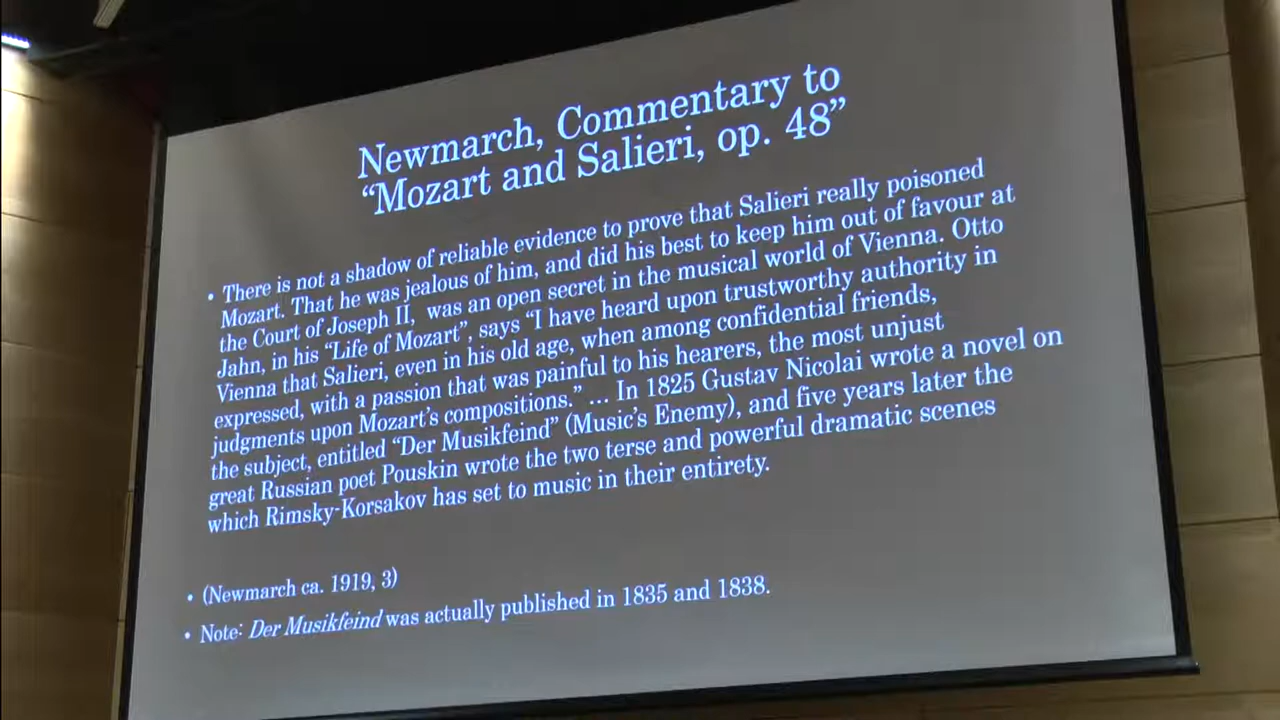 Newmarch, Commentary to
“Mozart and Salieri, op. 48”
• There is not a shadow of reliable evidence to prove that Salieri really poisoned
Mozart. That he was jealous of him, and did his best to keep him out of favour at
the Court of Joseph II, was an open secret in the musical world of Vienna. Otto
Jahn, in his “Life of Mozart”, says “I have heard upon trustworthy authority in
Vienna that Salieri, even in his old age, when among confidential friends,
expressed, with a passion that was painful to his hearers, the most unjust
judgments upon Mozart’s compositions.” ... In 1825 Gustav Nicolai wrote a novel on
the subject, entitled “Der Musikfeind” (Music’s Enemy), and five years later the
great Russian poet Pouskin wrote the two terse and powerful dramatic scenes
which Rimsky-Korsakov has set to music in their entirety.
• (Newmarch ca. 1919, 3)
• Note: Der Musikfeind was actually published in 1835 and 1838.